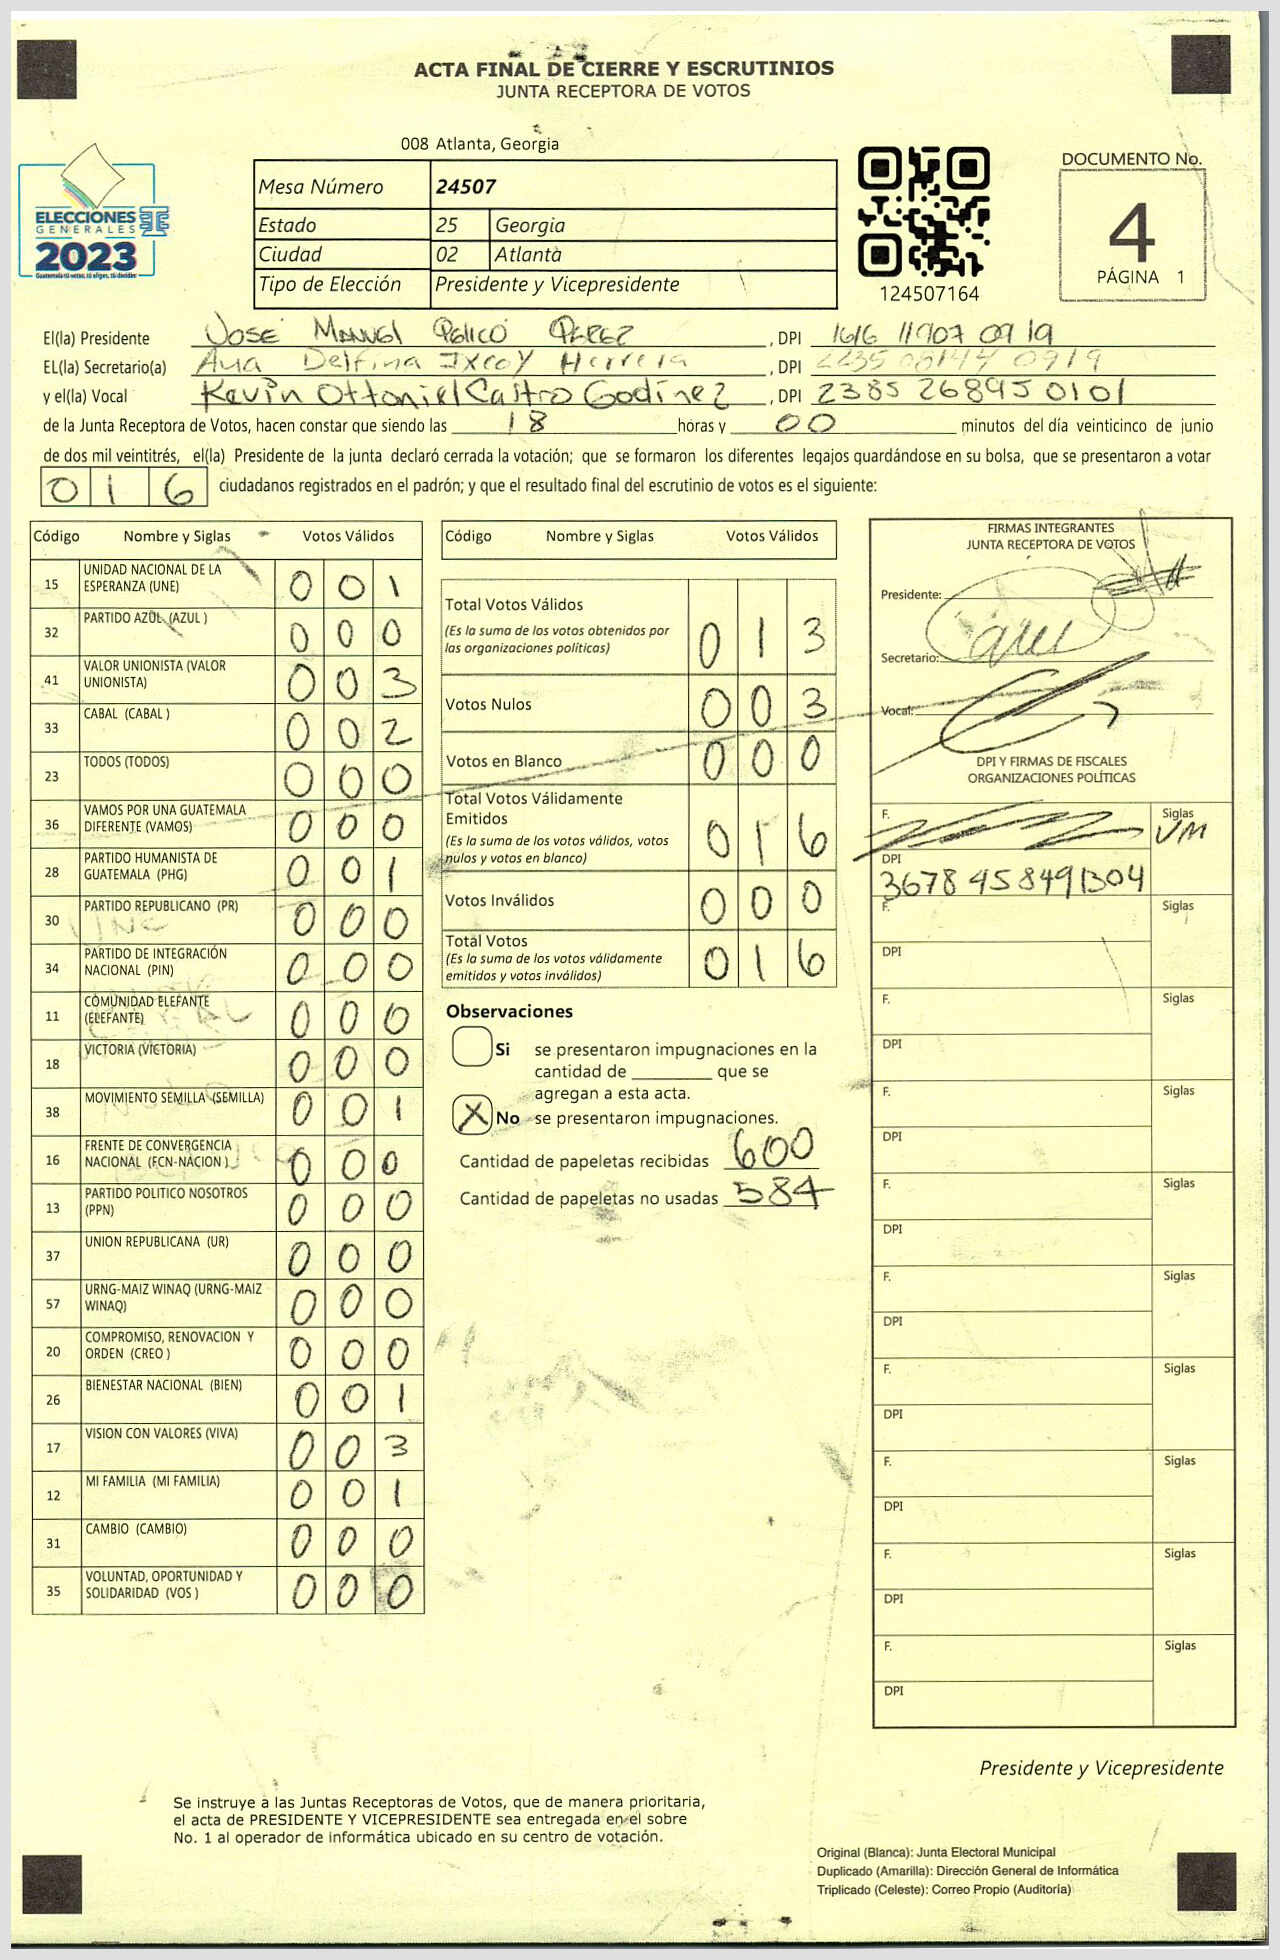 ACTA FINAL DE CIERRE Y ESCRUTINIOS
JUNTA RECEPTORA DE VOTOS
008 Atlanta, Georgia
ELECCIONES
GENERALES
2023
Guatemala tú votas, tú eliges, tú decides
Mesa Número 24507
Estado 25 Georgia
Ciudad 02 Atlanta
Tipo de Elección Presidente y Vicepresidente
124507164
DOCUMENTO No.
4
PÁGINA 1
El(la) Presidente JOSE MANUEL PELICÓ PEREZ, DPI 1616 11907 0919
EL(la) Secretario(a) Ana Delfina Ixcoy Herrera, DPI 2235 08144 0919
y el(la) Vocal Kevin Ottoniel Castro Godínez, DPI 2385 26895 0101
de la Junta Receptora de Votos, hacen constar que siendo las 18 horas y 00 minutos del día veinticinco de junio
de dos mil veintitrés, el(la) Presidente de la junta declaró cerrada la votación; que se formaron los diferentes legajos guardándose en su bolsa, que se presentaron a votar
016 ciudadanos registrados en el padrón; y que el resultado final del escrutinio de votos es el siguiente:
Código Nombre y Siglas Votos Válidos
15 UNIDAD NACIONAL DE LA ESPERANZA (UNE) 0 0 1
32 PARTIDO AZUL (AZUL ) 0 0 0
41 VALOR UNIONISTA (VALOR UNIONISTA) 0 0 3
33 CABAL (CABAL ) 0 0 2
23 TODOS (TODOS) 0 0 0
36 VAMOS POR UNA GUATEMALA DIFERENTE (VAMOS) 0 0 0
28 PARTIDO HUMANISTA DE GUATEMALA (PHG) 0 0 1
30 PARTIDO REPUBLICANO (PR) 0 0 0
34 PARTIDO DE INTEGRACIÓN NACIONAL (PIN) 0 0 0
11 COMUNIDAD ELEFANTE (ELEFANTE) 0 0 0
18 VICTORIA (VICTORIA) 0 0 0
38 MOVIMIENTO SEMILLA (SEMILLA) 0 0 1
16 FRENTE DE CONVERGENCIA NACIONAL (FCN-NACION ) 0 0 0
13 PARTIDO POLITICO NOSOTROS (PPN) 0 0 0
37 UNION REPUBLICANA (UR) 0 0 0
57 URNG-MAIZ WINAQ (URNG-MAIZ WINAQ) 0 0 0
20 COMPROMISO, RENOVACION Y ORDEN (CREO ) 0 0 0
26 BIENESTAR NACIONAL (BIEN) 0 0 1
17 VISION CON VALORES (VIVA) 0 0 3
12 MI FAMILIA (MI FAMILIA) 0 0 1
31 CAMBIO (CAMBIO) 0 0 0
35 VOLUNTAD, OPORTUNIDAD Y SOLIDARIDAD (VOS ) 0 0 0
Código Nombre y Siglas Votos Válidos
Total Votos Válidos 0 1 3
(Es la suma de los votos obtenidos por
las organizaciones políticas)
Votos Nulos 0 0 3
Votos en Blanco 0 0 0
Total Votos Válidamente
Emitidos 0 1 6
(Es la suma de los votos válidos, votos
nulos y votos en blanco)
Votos Inválidos 0 0 0
Total Votos 0 1 6
(Es la suma de los votos válidamente
emitidos y votos inválidos)
Observaciones
Si se presentaron impugnaciones en la
cantidad de ________ que se
agregan a esta acta.
X No se presentaron impugnaciones.
Cantidad de papeletas recibidas 600
Cantidad de papeletas no usadas 584
FIRMAS INTEGRANTES
JUNTA RECEPTORA DE VOTOS
Presidente:
Secretario:
Vocal:
DPI Y FIRMAS DE FISCALES
ORGANIZACIONES POLÍTICAS
F. Siglas VM
DPI 3678 458491304
F. Siglas
DPI
F. Siglas
DPI
F. Siglas
DPI
F. Siglas
DPI
F. Siglas
DPI
F. Siglas
DPI
F. Siglas
DPI
F. Siglas
DPI
F. Siglas
DPI
Presidente y Vicepresidente
Se instruye a las Juntas Receptoras de Votos, que de manera prioritaria,
el acta de PRESIDENTE Y VICEPRESIDENTE sea entregada en el sobre
No. 1 al operador de informática ubicado en su centro de votación.
Original (Blanca): Junta Electoral Municipal
Duplicado (Amarilla): Dirección General de Informática
Triplicado (Celeste): Correo Propio (Auditoría)